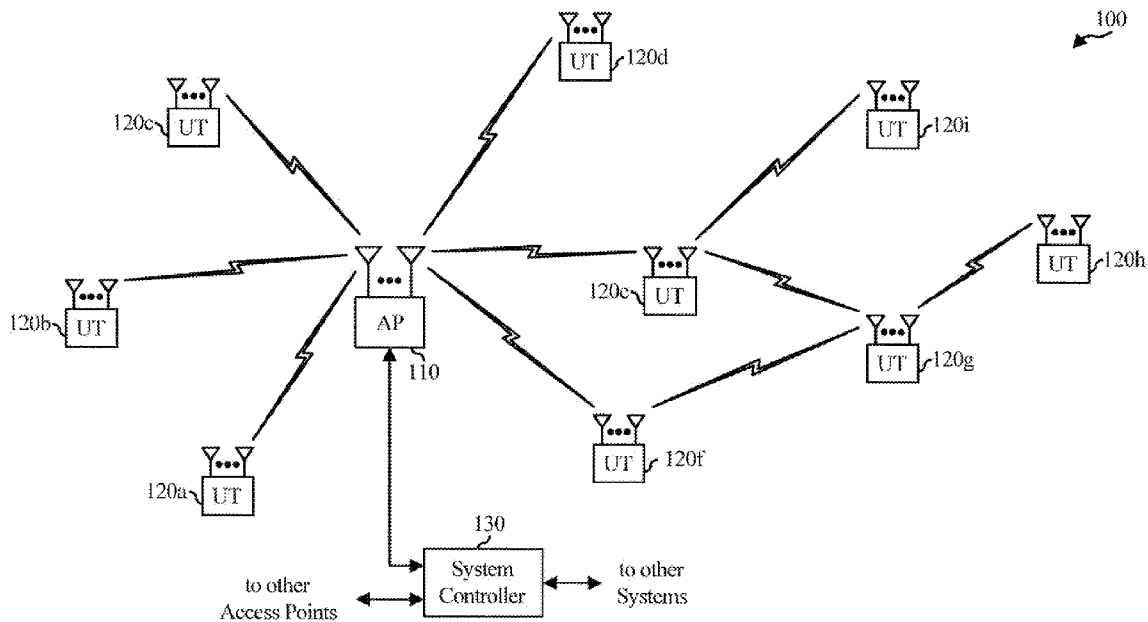 100
UT
120d
120c
UT
UT
120i
120b
UT
AP
110
120e
UT
UT
120h
UT
120g
120a
UT
UT
120f
130
System
Controller
to other
Access Points
to other
Systems